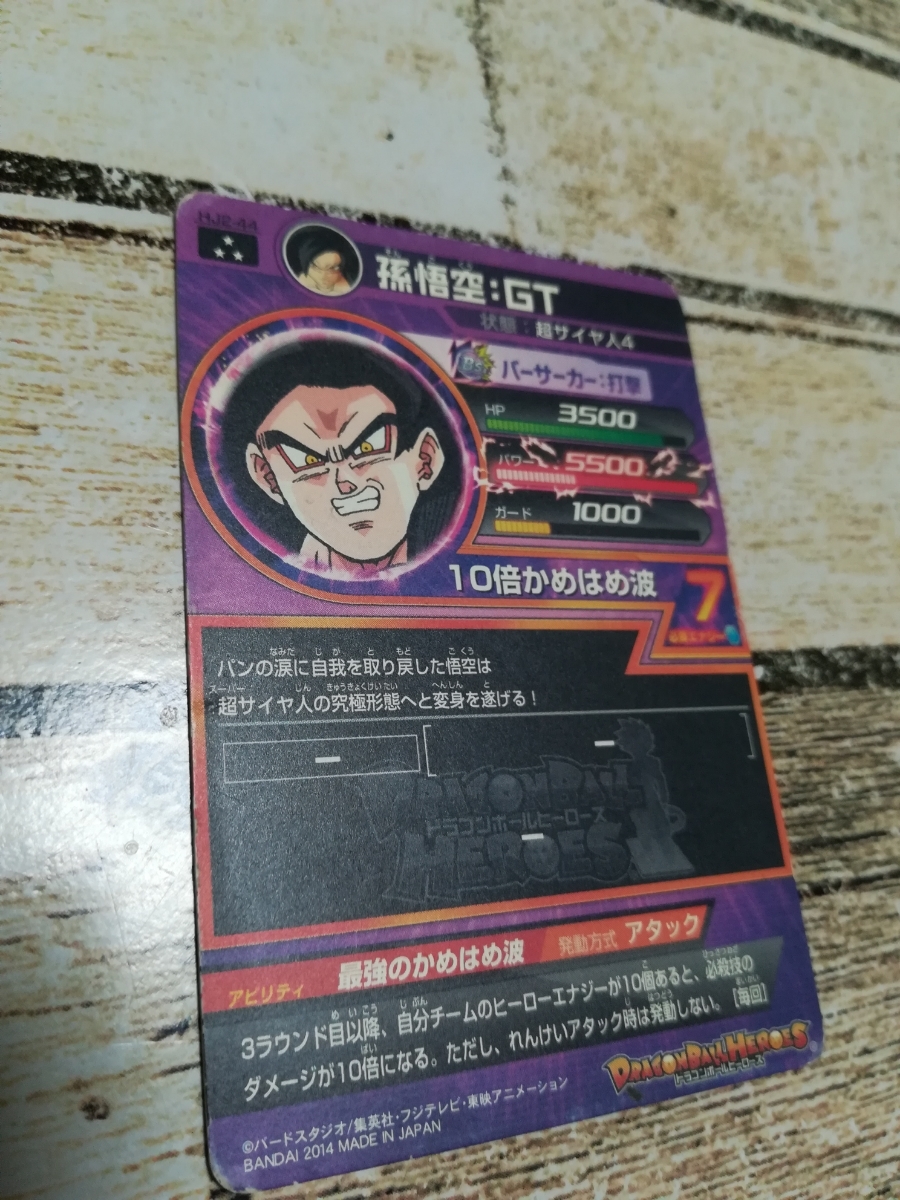 HJ2-44
孫悟空:GT
状態:超サイヤ人4
バーサーカー:打撃
HP 3500
パワー 5500
ガード 1000
10倍かめはめ波
7
必要エナジー
パンの涙に自我を取り戻した悟空は
超サイヤ人の究極形態へと変身を遂げる!
DRAGON BALL
ドラゴンボールヒーローズ
HEROES
アビリティ 最強のかめはめ波 発動方式 アタック
3ラウンド目以降、自分チームのヒーローエナジーが10個あると、必殺技の
ダメージが10倍になる。ただし、れんけいアタック時は発動しない。[毎回]
DRAGON BALL HEROES
ドラゴンボールヒーローズ
©バードスタジオ/集英社・フジテレビ・東映アニメーション
BANDAI 2014 MADE IN JAPAN